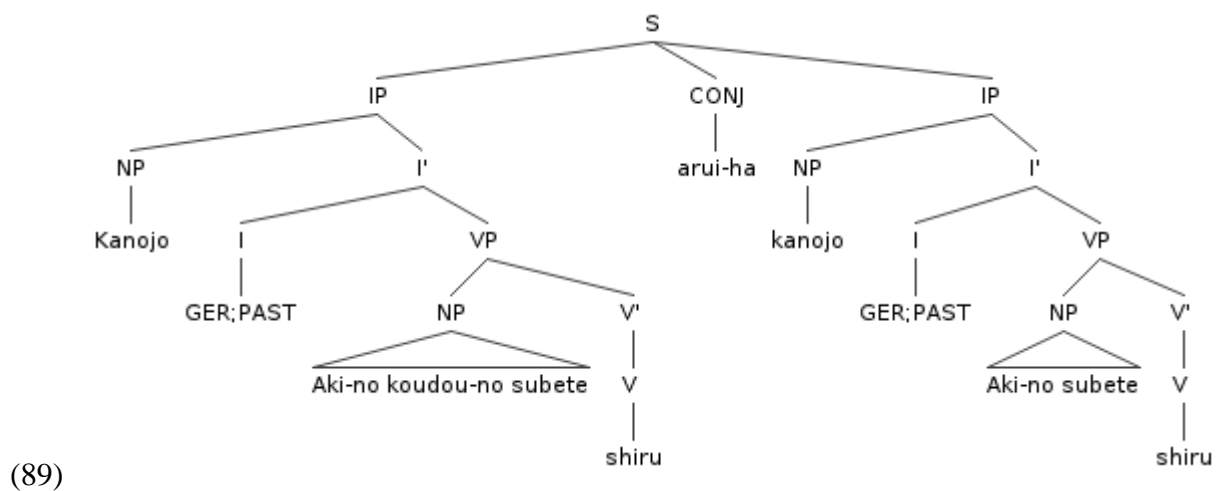 S
IP CONJ IP
NP I' arui-ha NP I'
Kanojo I VP kanojo I VP
GER;PAST NP V' GER;PAST NP V'
Aki-no koudou-no subete V Aki-no subete V
shiru shiru
(89)